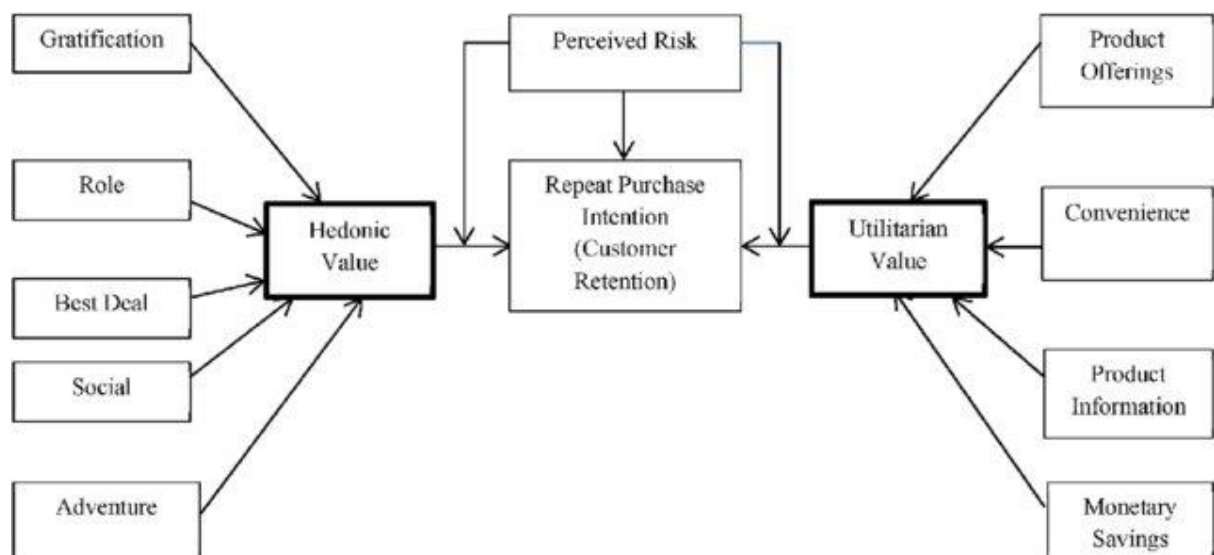 Gratification
Role
Best Deal
Social
Adventure
Hedonic
Value
Perceived Risk
Repeat Purchase
Intention
(Customer
Retention)
Utilitarian
Value
Product
Offerings
Convenience
Product
Information
Monetary
Savings